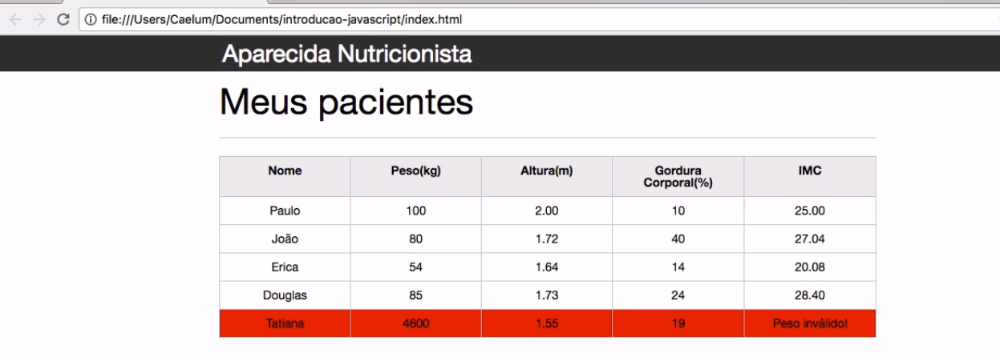 file:///Users/Caelum/Documents/introducao-javascript/index.html
Aparecida Nutricionista
Meus pacientes
Nome Peso(kg) Altura(m) Gordura Corporal(%) IMC
Paulo 100 2.00 10 25.00
João 80 1.72 40 27.04
Erica 54 1.64 14 20.08
Douglas 85 1.73 24 28.40
Tatiana 4600 1.55 19 Peso inválido!